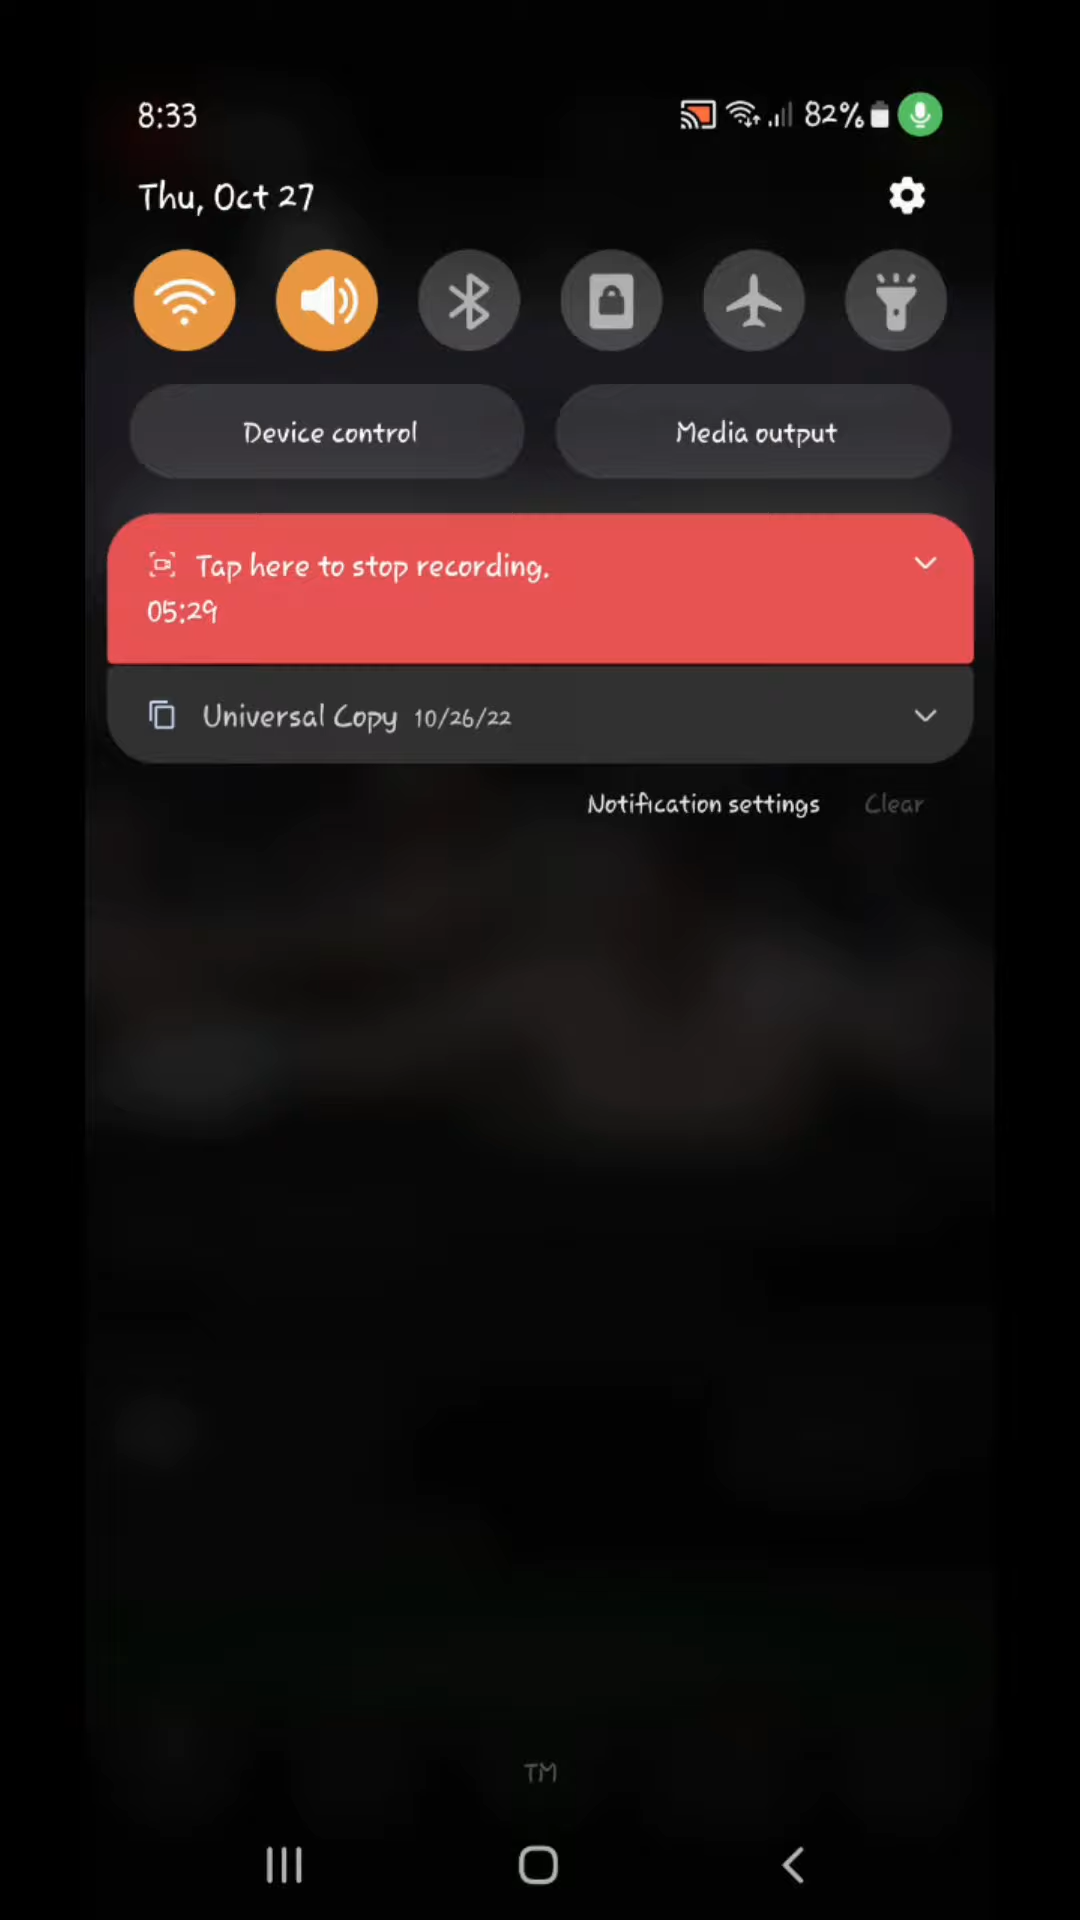 8:33
82%
Thu, Oct 27
Device control
Media output
Tap here to stop recording.
05:29
Universal Copy 10/26/22
Notification settings
Clear
TM